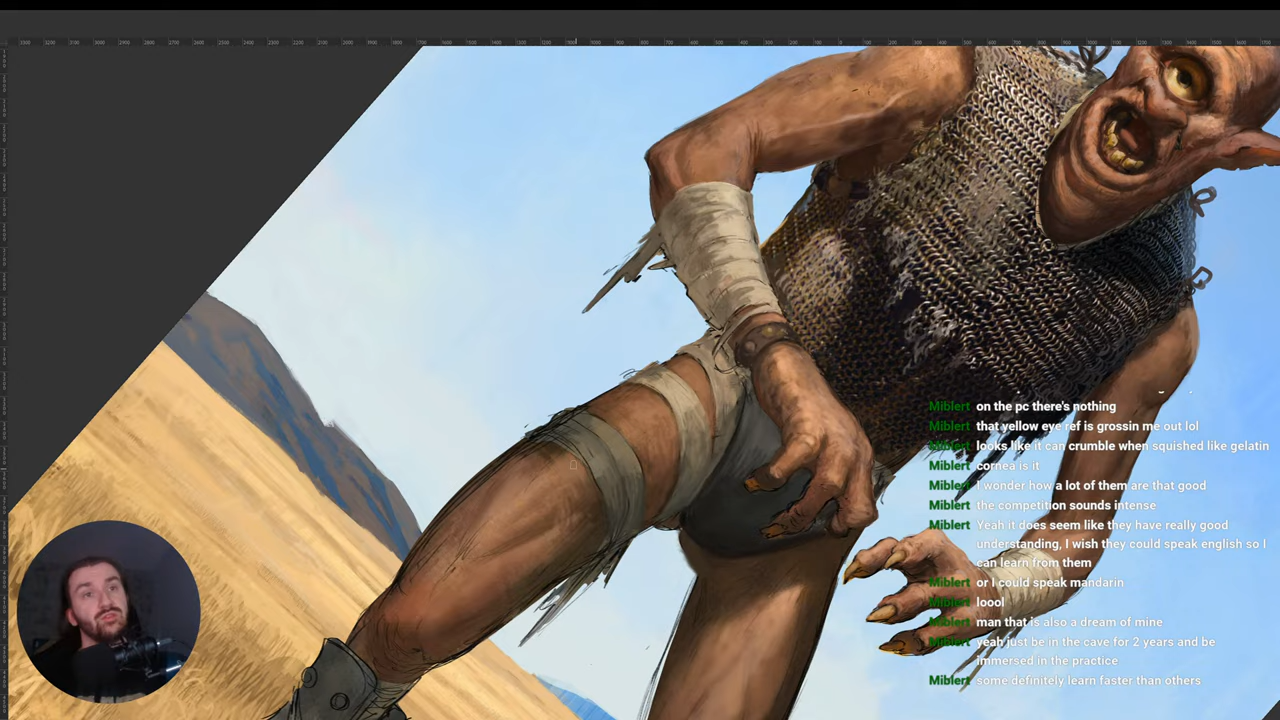 Miblert on the pc there's nothing
Miblert that yellow eye ref is grossin me out lol
Miblert looks like it can crumble when squished like gelatin
Miblert cornea is it
Miblert I wonder how a lot of them are that good
Miblert the competition sounds intense
Miblert Yeah it does seem like they have really good
understanding, I wish they could speak english so I
can learn from them
Miblert or I could speak mandarin
Miblert loool
Miblert man that is also a dream of mine
Miblert yeah just be in the cave for 2 years and be
immersed in the practice
Miblert some definitely learn faster than others